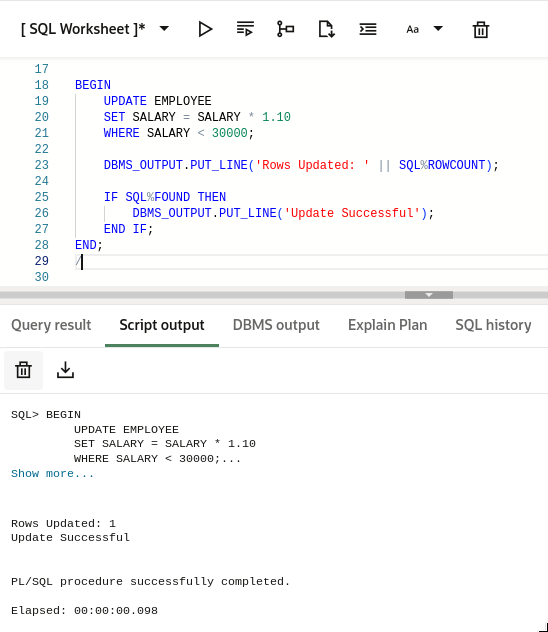 [ SQL Worksheet ]* Aa
17
18 BEGIN
19     UPDATE EMPLOYEE
20     SET SALARY = SALARY * 1.10
21     WHERE SALARY < 30000;
22
23     DBMS_OUTPUT.PUT_LINE('Rows Updated: ' || SQL%ROWCOUNT);
24
25     IF SQL%FOUND THEN
26         DBMS_OUTPUT.PUT_LINE('Update Successful');
27     END IF;
28 END;
29 /
30
Query result Script output DBMS output Explain Plan SQL history
SQL> BEGIN
         UPDATE EMPLOYEE
         SET SALARY = SALARY * 1.10
         WHERE SALARY < 30000;...
Show more...
Rows Updated: 1
Update Successful
PL/SQL procedure successfully completed.
Elapsed: 00:00:00.098